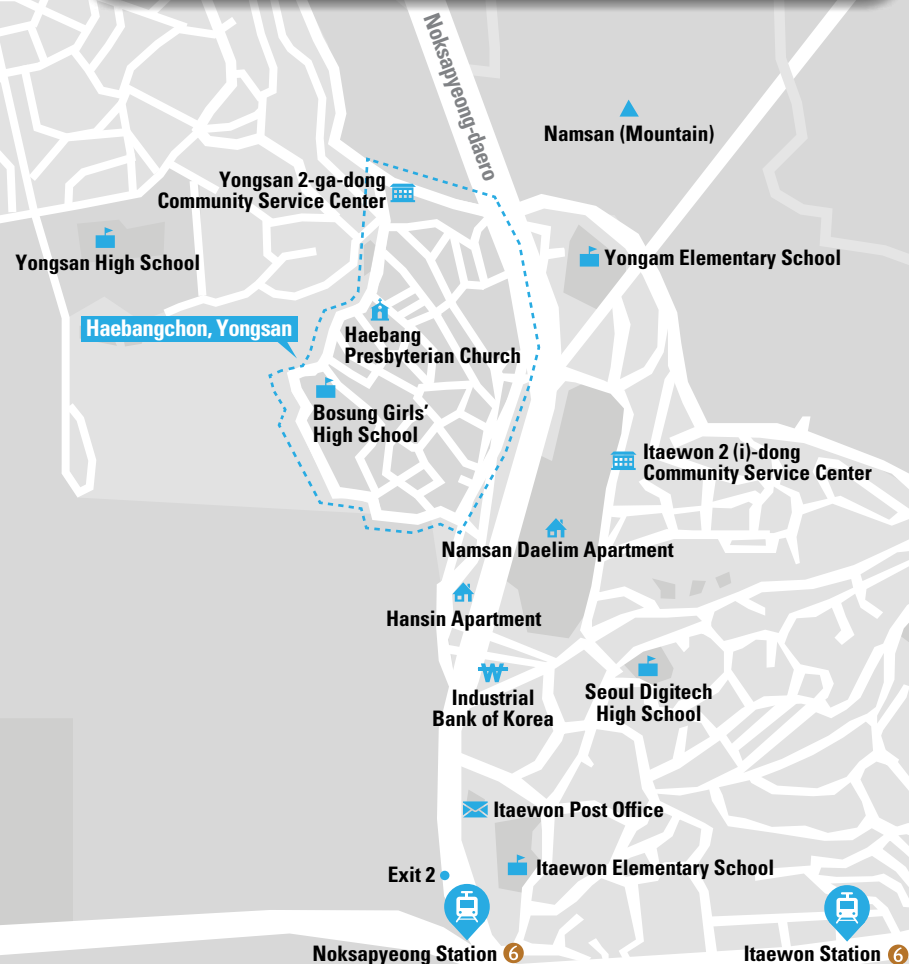 Noksapyeong-daero
Namsan (Mountain)
Yongsan 2-ga-dong
Community Service Center
Yongsan High School
Yongam Elementary School
Haebangchon, Yongsan
Haebang
Presbyterian Church
Bosung Girls'
High School
Itaewon 2 (i)-dong
Community Service Center
Namsan Daelim Apartment
Hansin Apartment
Industrial
Bank of Korea
Seoul Digitech
High School
Itaewon Post Office
Itaewon Elementary School
Exit 2
Noksapyeong Station 6
Itaewon Station 6